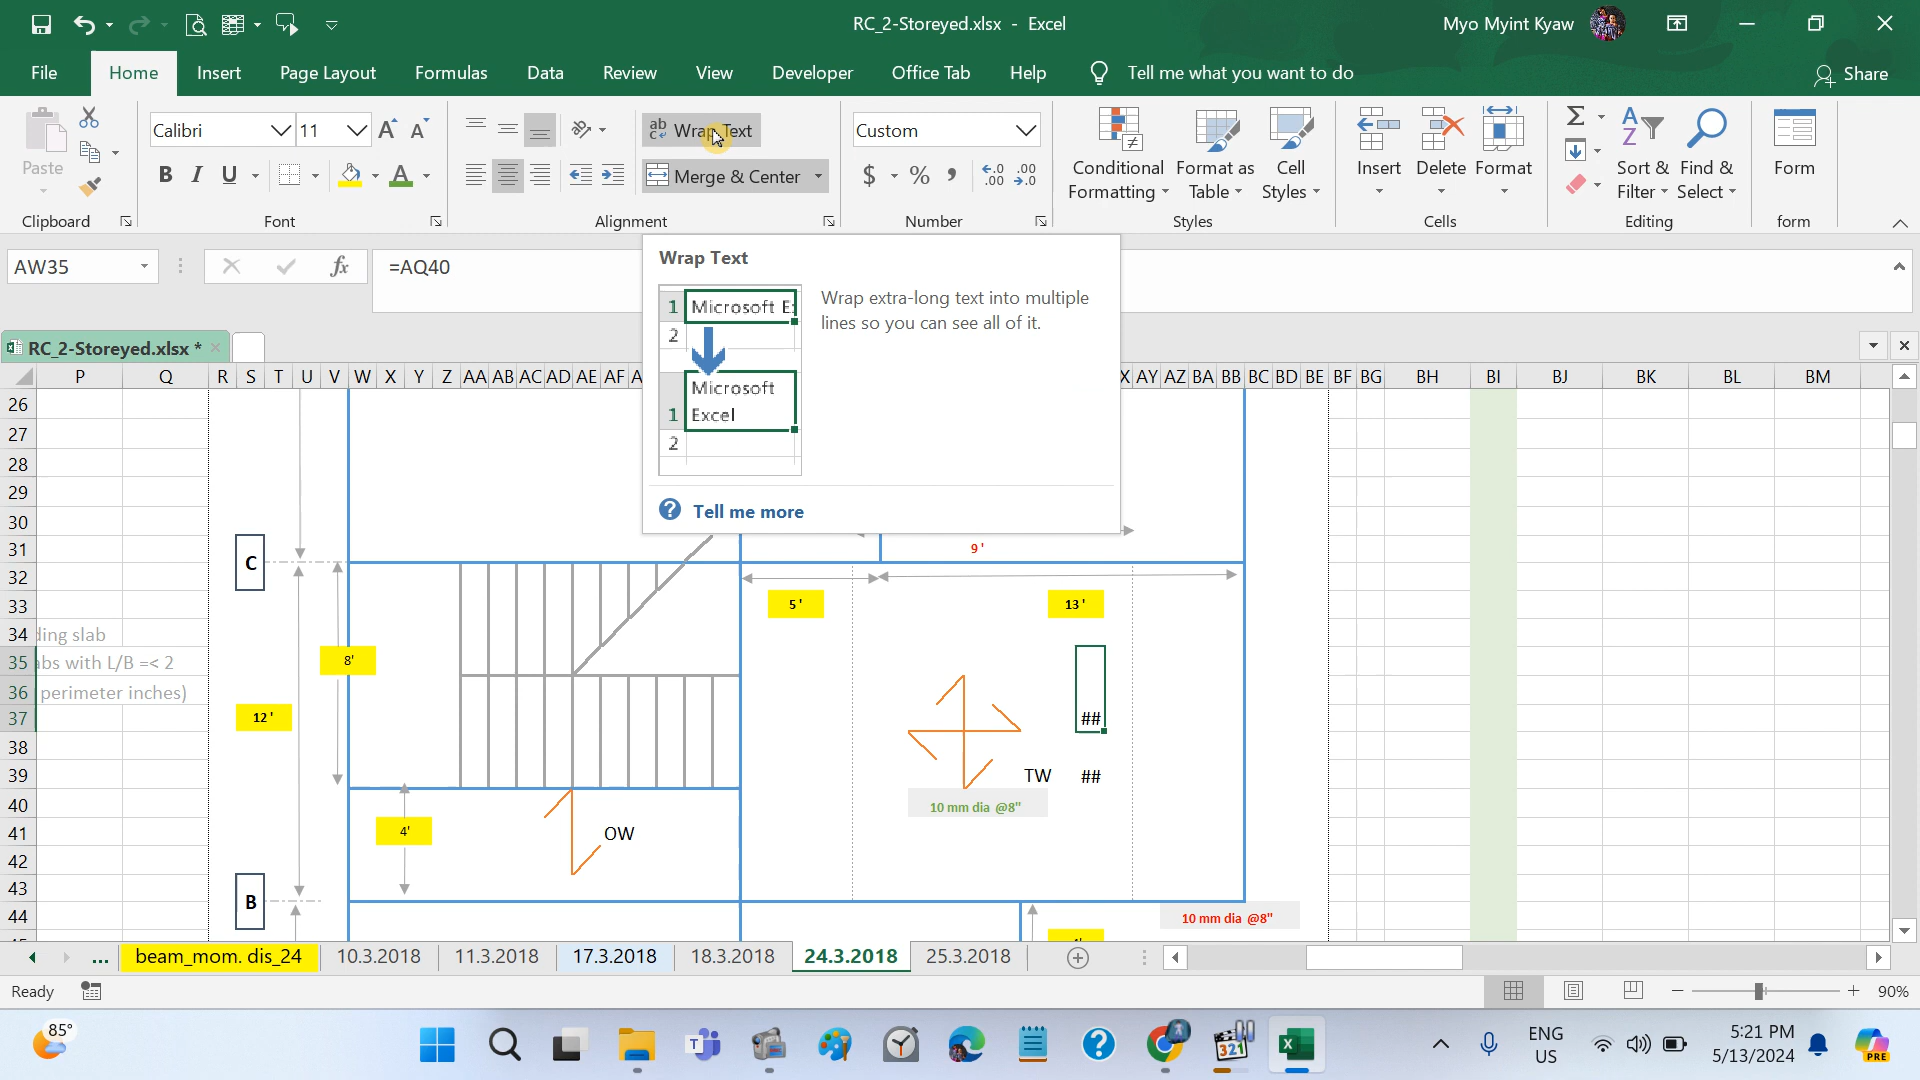 RC_2-Storeyed.xlsx - Excel
Myo Myint Kyaw
File Home Insert Page Layout Formulas Data Review View Developer Office Tab Help Tell me what you want to do Share
Paste
Calibri 11
B I U
Wrap Text
Merge & Center
Custom
$ % ,
Conditional Formatting
Format as Table
Cell Styles
Insert Delete Format
Sort & Filter
Find & Select
Form
Clipboard Font Alignment Number Styles Cells Editing form
AW35 fx =AQ40
Wrap Text
Wrap extra-long text into multiple
lines so you can see all of it.
1 Microsoft E
2
Microsoft
1 Excel
2
Tell me more
RC_2-Storeyed.xlsx *
P Q R S T U V W X Y Z AA AB AC AD AE AF X AY AZ BA BB BC BD BE BF BG BH BI BJ BK BL BM
26
27
28
29
30
31 9'
C
32
33 5' 13'
34 ding slab
35 abs with L/B =< 2 8'
36 perimeter inches)
37 12' ##
38
39 TW ##
40 10 mm dia @8"
41 4' OW
42
43 B
44 10 mm dia @8"
... beam_mom. dis_24 10.3.2018 11.3.2018 17.3.2018 18.3.2018 24.3.2018 25.3.2018
Ready 90%
85°
321
ENG
US
5:21 PM
5/13/2024
PRE